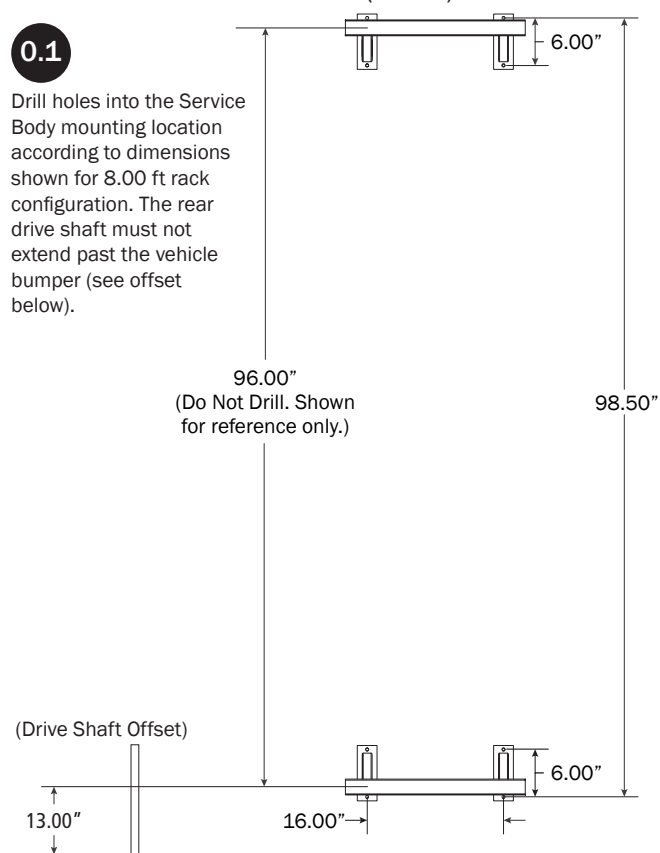 0.1
Drill holes into the Service
Body mounting location
according to dimensions
shown for 8.00 ft rack
configuration. The rear
drive shaft must not
extend past the vehicle
bumper (see offset
below).
6.00”
96.00”
(Do Not Drill. Shown
for reference only.)
98.50”
(Drive Shaft Offset)
6.00”
13.00”
16.00”